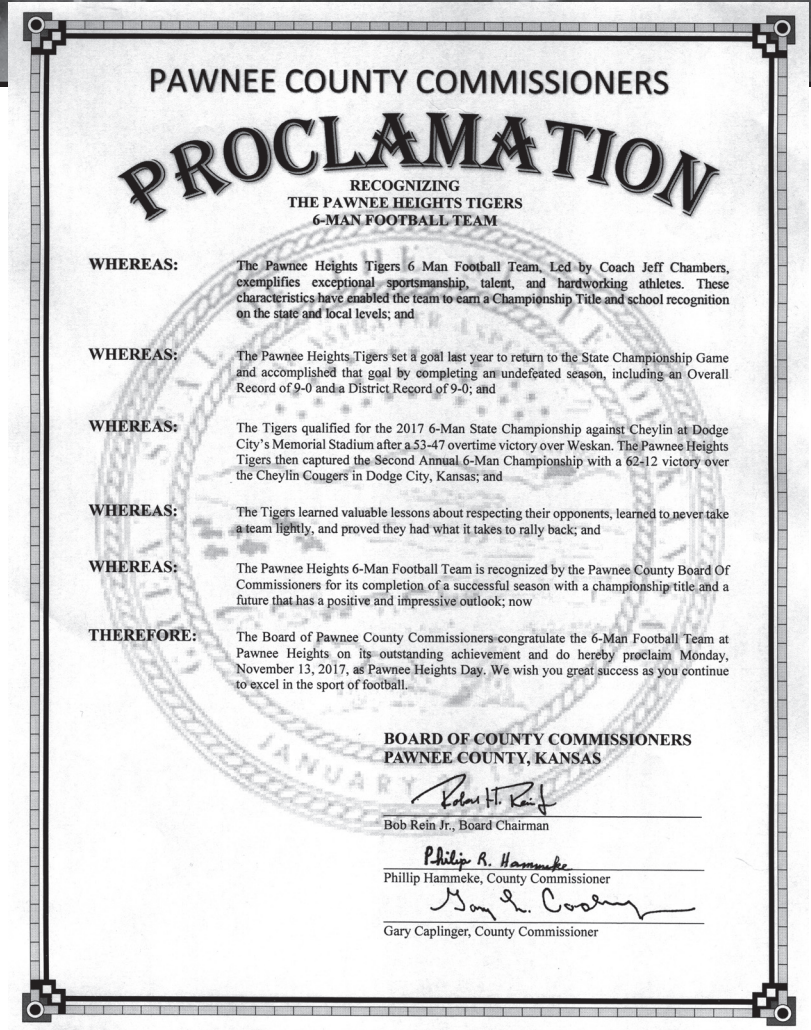 PAWNEE COUNTY COMMISSIONERS
PROCLAMATION
RECOGNIZING
THE PAWNEE HEIGHTS TIGERS
6-MAN FOOTBALL TEAM
WHEREAS: The Pawnee Heights Tigers 6 Man Football Team, Led by Coach Jeff Chambers,
exemplifies exceptional sportsmanship, talent, and hardworking athletes. These
characteristics have enabled the team to earn a Championship Title and school recognition
on the state and local levels; and
WHEREAS: The Pawnee Heights Tigers set a goal last year to return to the State Championship Game
and accomplished that goal by completing an undefeated season, including an Overall
Record of 9-0 and a District Record of 9-0; and
WHEREAS: The Tigers qualified for the 2017 6-Man State Championship against Cheylin at Dodge
City's Memorial Stadium after a 53-47 overtime victory over Weskan. The Pawnee Heights
Tigers then captured the Second Annual 6-Man Championship with a 62-12 victory over
the Cheylin Cougers in Dodge City, Kansas; and
WHEREAS: The Tigers learned valuable lessons about respecting their opponents, learned to never take
a team lightly, and proved they had what it takes to rally back; and
WHEREAS: The Pawnee Heights 6-Man Football Team is recognized by the Pawnee County Board Of
Commissioners for its completion of a successful season with a championship title and a
future that has a positive and impressive outlook; now
THEREFORE: The Board of Pawnee County Commissioners congratulate the 6-Man Football Team at
Pawnee Heights on its outstanding achievement and do hereby proclaim Monday,
November 13, 2017, as Pawnee Heights Day. We wish you great success as you continue
to excel in the sport of football.
JANUARY
BOARD OF COUNTY COMMISSIONERS
PAWNEE COUNTY, KANSAS
Robert H. Rein Jr
Bob Rein Jr., Board Chairman
Philip R. Hammeke
Phillip Hammeke, County Commissioner
Gary Caplinger, County Commissioner